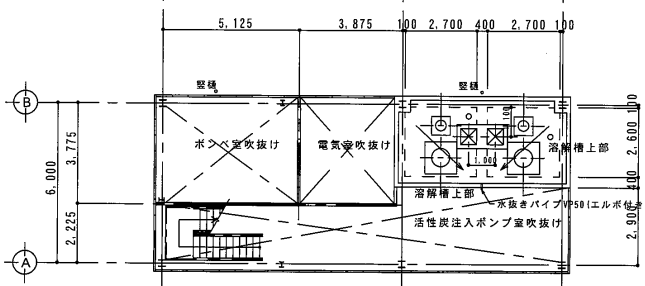 5,125
3,875
100
2,700
400
2,700
100
竪樋
竪樋
B
ボンベ室吹抜け
電気室吹抜け
100
溶解槽上部
1,000
溶解槽上部
水抜きパイプVP50(エルボ付き
活性炭注入ポンプ室吹抜け
A
6,000
3,775
2,225
100
2,600
400
2,900